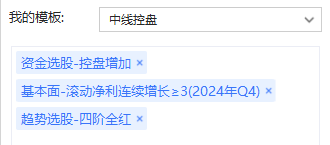 我的模板: 中线控盘
资金选股-控盘增加 ×
基本面-滚动净利连续增长≥3(2024年Q4) ×
趋势选股-四阶全红 ×